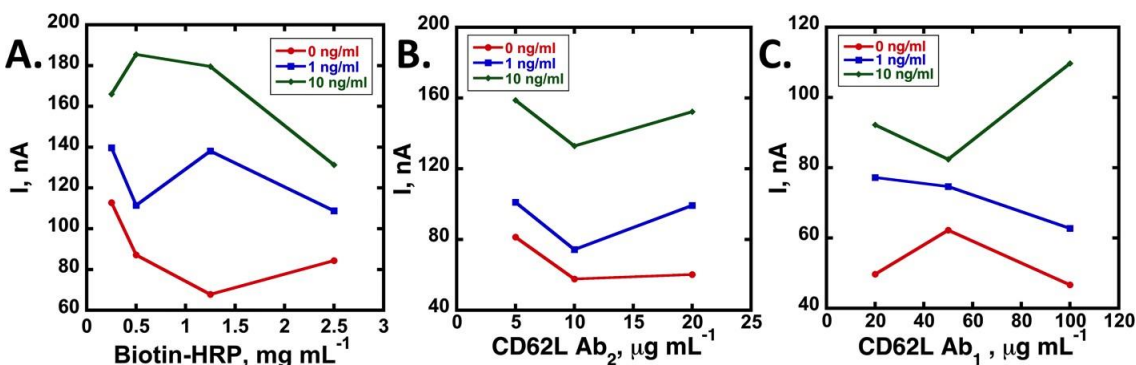 A.
I, nA
200
180
160
140
120
100
80
60
0 ng/ml
1 ng/ml
10 ng/ml
0 0.5 1 1.5 2 2.5 3
Biotin-HRP, mg mL⁻¹
B.
I, nA
200
160
120
80
40
0 ng/ml
1 ng/ml
10 ng/ml
0 5 10 15 20 25
CD62L Ab₂, µg mL⁻¹
C.
I, nA
120
100
80
60
40
0 ng/ml
1 ng/ml
10 ng/ml
0 20 40 60 80 100 120
CD62L Ab₁ , µg mL⁻¹